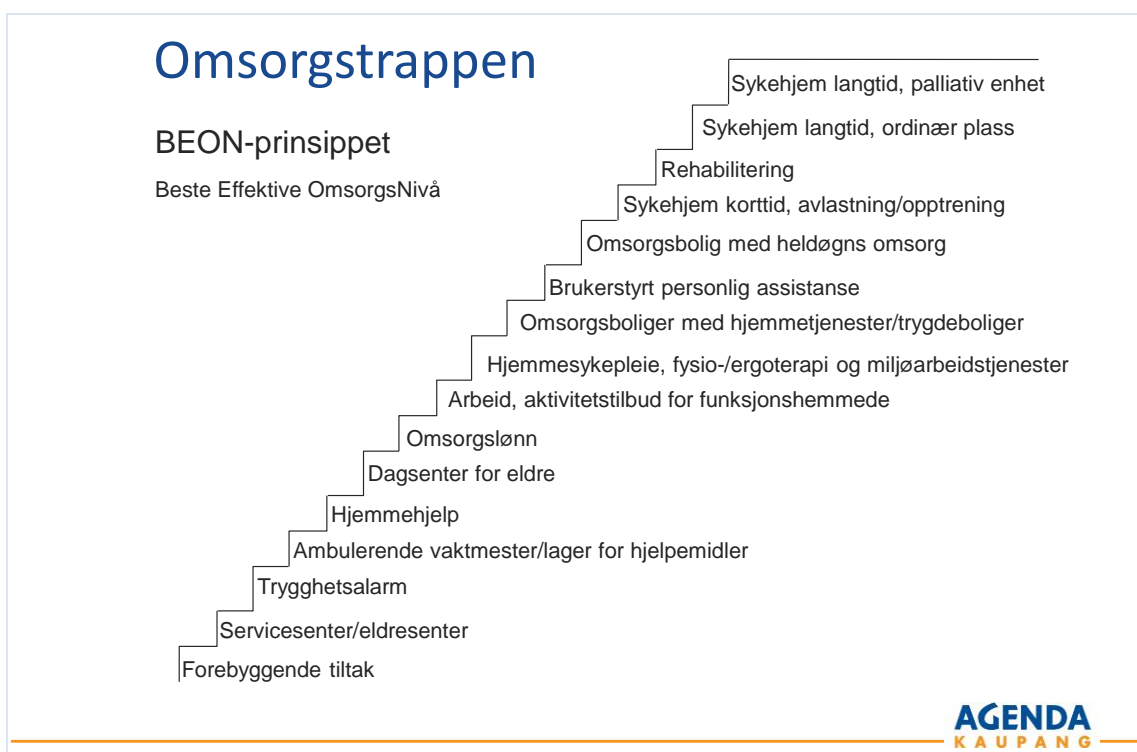 Omsorgstrappen
BEON-prinsippet
Beste Effektive OmsorgsNivå
Sykehjem langtid, palliativ enhet
Sykehjem langtid, ordinær plass
Rehabilitering
Sykehjem korttid, avlastning/opptrening
Omsorgsbolig med heldøgns omsorg
Brukerstyrt personlig assistanse
Omsorgsboliger med hjemmetjenester/trygdeboliger
Hjemmesykepleie, fysio-/ergoterapi og miljøarbeidstjenester
Arbeid, aktivitetstilbud for funksjonshemmede
Omsorgslønn
Dagsenter for eldre
Hjemmehjelp
Ambulerende vaktmester/lager for hjelpemidler
Trygghetsalarm
Servicesenter/eldresenter
Forebyggende tiltak
AGENDA
KAUPANG